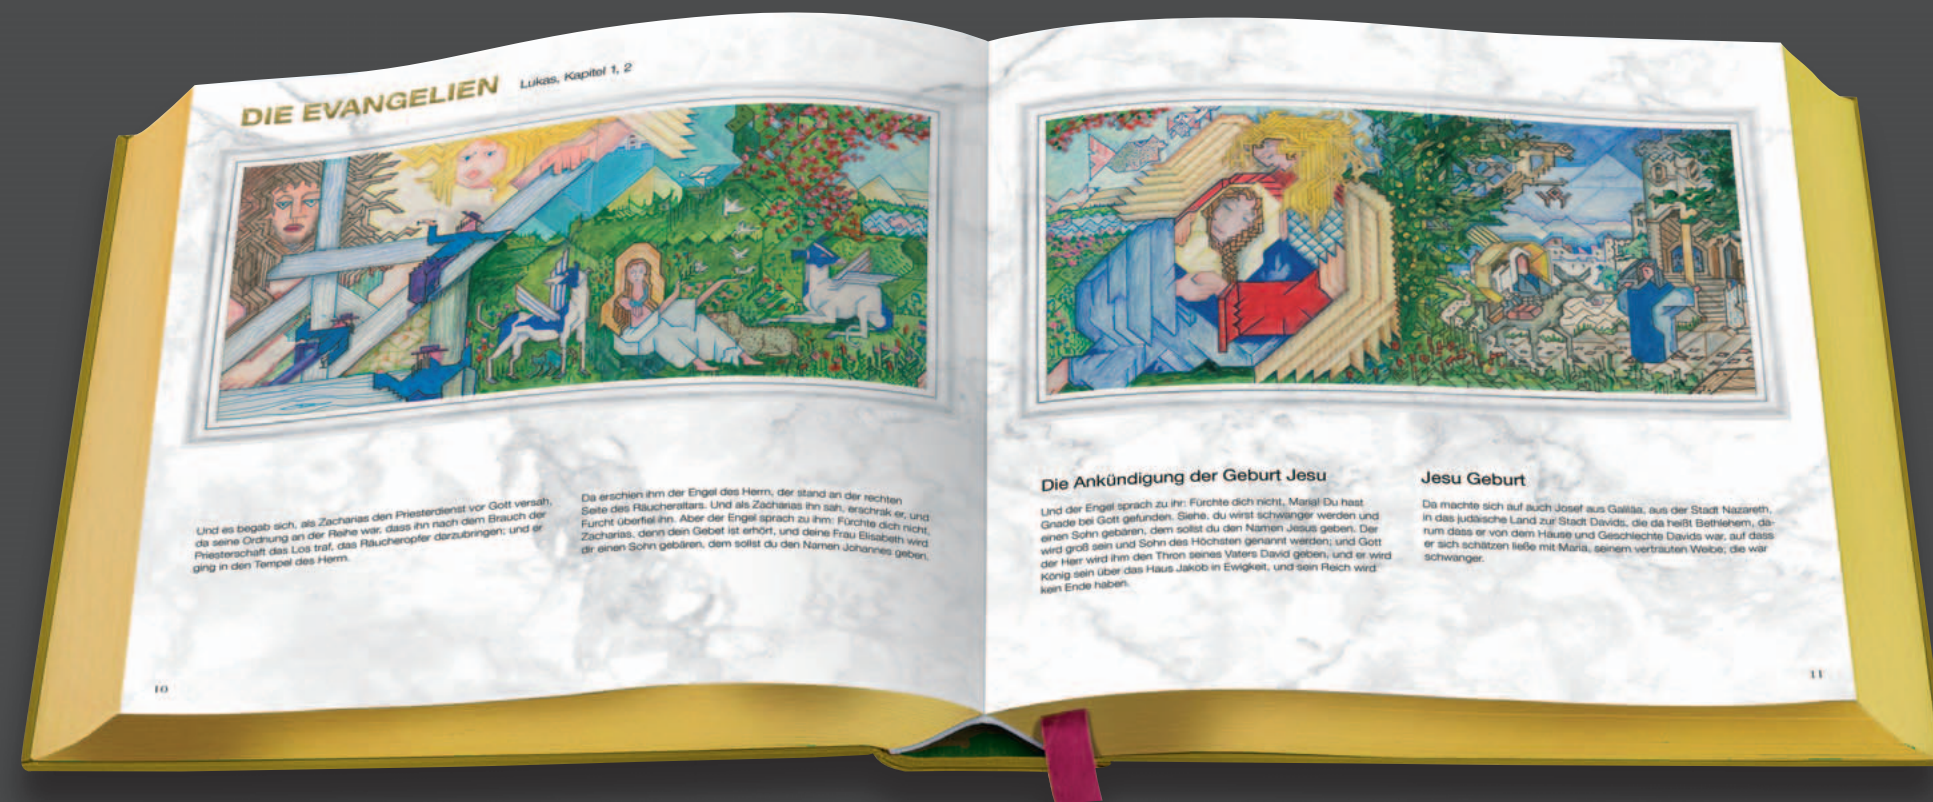 DIE EVANGELIEN
Lukas, Kapitel 1, 2
Und es begab sich, als Zacharias den Priesterdienst vor Gott versah,
da seine Ordnung an der Reihe war, dass ihn nach dem Brauch der
Priesterschaft das Los traf, das Räucheropfer darzubringen; und er
ging in den Tempel des Herrn.
Da erschien ihm der Engel des Herrn, der stand an der rechten
Seite des Räucheraltars. Und als Zacharias ihn sah, erschrak er, und
Furcht überfiel ihn. Aber der Engel sprach zu ihm: Fürchte dich nicht,
Zacharias, denn dein Gebet ist erhört, und deine Frau Elisabeth wird
dir einen Sohn gebären, dem sollst du den Namen Johannes geben.
10
Die Ankündigung der Geburt Jesu
Und der Engel sprach zu ihr: Fürchte dich nicht, Maria! Du hast
Gnade bei Gott gefunden. Siehe, du wirst schwanger werden und
einen Sohn gebären, dem sollst du den Namen Jesus geben. Der
wird groß sein und Sohn des Höchsten genannt werden; und Gott
der Herr wird ihm den Thron seines Vaters David geben, und er wird
König sein über das Haus Jakob in Ewigkeit, und sein Reich wird
kein Ende haben.
Jesu Geburt
Da machte sich auf auch Josef aus Galiläa, aus der Stadt Nazareth,
in das judäische Land zur Stadt Davids, die da heißt Bethlehem, da-
rum dass er von dem Hause und Geschlechte Davids war, auf dass
er sich schätzen ließe mit Maria, seinem vertrauten Weibe; die war
schwanger.
11